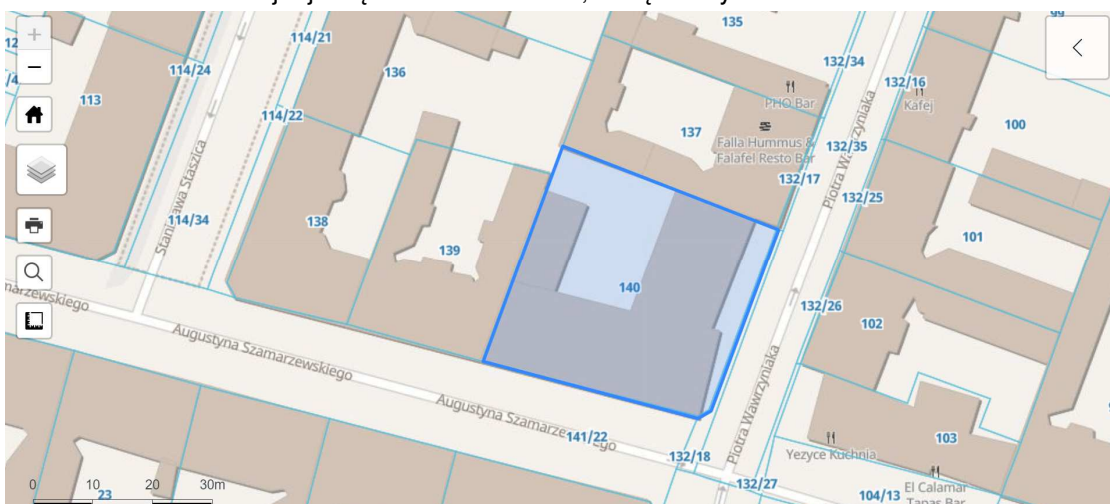 135
99
12
132/34
114/21
136
114/24
132/16
113
PHO Bar
Kafej
114/22
100
137
Falla Hummus &
Falafel Resto Bar
132/35
Piotra Wawrzyniaka
132/17
132/25
Stanisława Staszica
114/34
138
139
101
140
132/26
102
Augustyna Szamarzewskiego
Augustyna Szamarzewskiego
141/22
Piotra Wawrzyniaka
103
Yezyce Kuchnia
132/18
132/27
104/13
El Calamar
Tapas Bar
0 10 20 30m
23